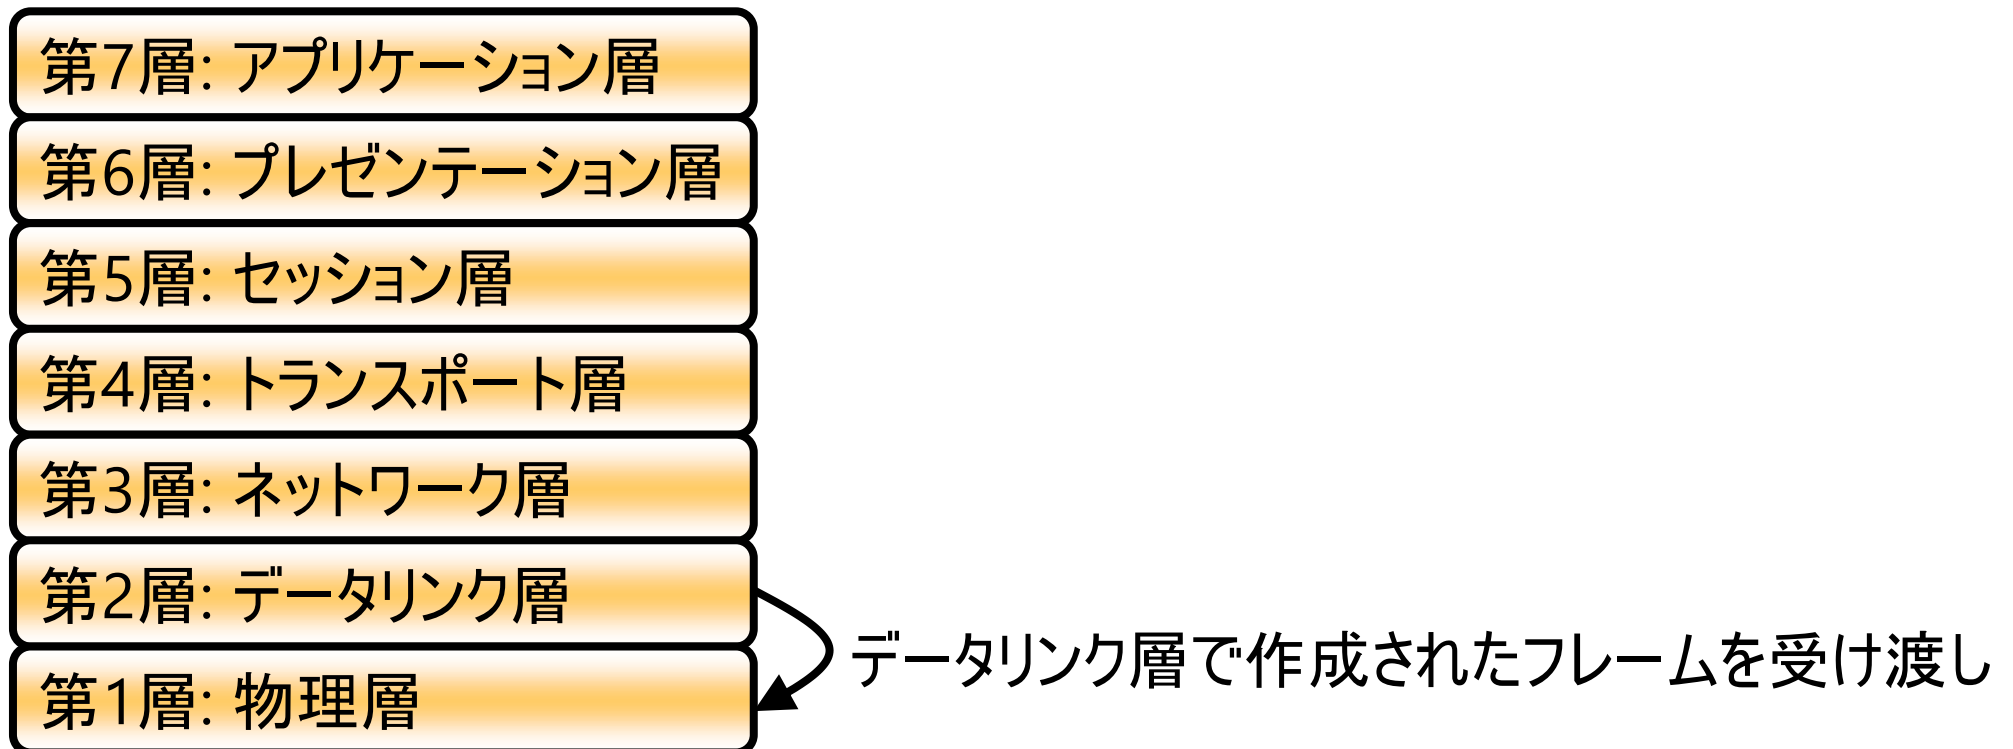 第7層: アプリケーション層
第6層: プレゼンテーション層
第5層: セッション層
第4層: トランスポート層
第3層: ネットワーク層
第2層: データリンク層
データリンク層で作成されたフレームを受け渡し
第1層: 物理層